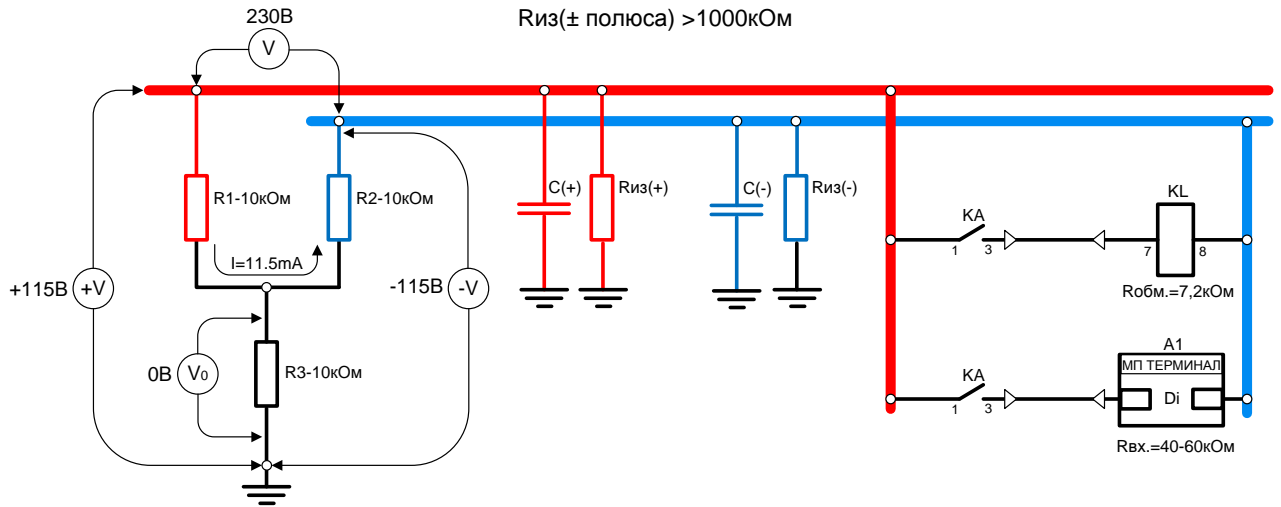 230В
Rиз(± полюса) >1000кОм
V
R1-10кОм
R2-10кОм
C(+)
Rиз(+)
C(-)
Rиз(-)
KL
KA
1
3
7
8
I=11.5mA
+115В
+V
-115В
-V
Rобм.=7,2кОм
A1
МП ТЕРМИНАЛ
0В
V0
R3-10кОм
KA
1
3
Di
Rвх.=40-60кОм